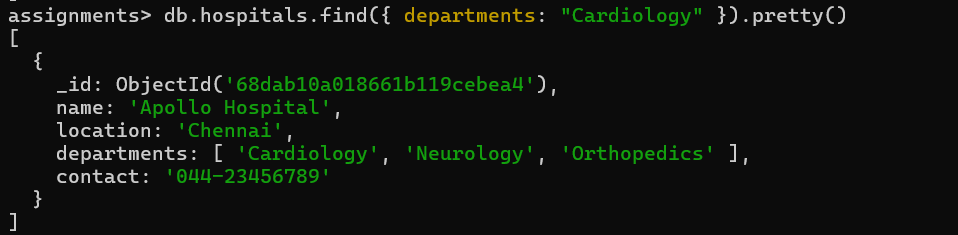 assignments> db.hospitals.find({ departments: "Cardiology" }).pretty()
[
  {
    _id: ObjectId('68dab10a018661b119cebea4'),
    name: 'Apollo Hospital',
    location: 'Chennai',
    departments: [ 'Cardiology', 'Neurology', 'Orthopedics' ],
    contact: '044-23456789'
  }
]